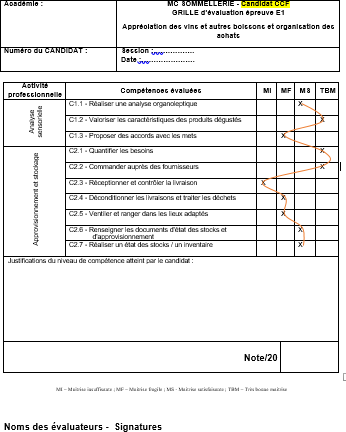 Académie :
MC SOMMELLERIE - Candidat CCF
GRILLE d'évaluation épreuve E1
Appréciation des vins et autres boissons et organisation des achats
Numéro du CANDIDAT :
Session :................
Date :....................
Activité professionnelle
Compétences évaluées
MI MF MS TBM
Analyse sensorielle
C1.1 - Réaliser une analyse organoleptique X
C1.2 - Valoriser les caractéristiques des produits dégustés X
C1.3 - Proposer des accords avec les mets X
Approvisionnement et stockage
C2.1 - Quantifier les besoins X
C2.2 - Commander auprès des fournisseurs X
C2.3 - Réceptionner et contrôler la livraison X
C2.4 - Déconditionner les livraisons et traiter les déchets X
C2.5 - Ventiler et ranger dans les lieux adaptés X
C2.6 - Renseigner les documents d'état des stocks et
d'approvisionnement X
C2.7 - Réaliser un état des stocks / un inventaire X
Justifications du niveau de compétence atteint par le candidat :
Note/20
MI – Maitrise insuffisante ; MF – Maitrise fragile ; MS - Maitrise satisfaisante ; TBM – Très bonne maitrise
Noms des évaluateurs - Signatures